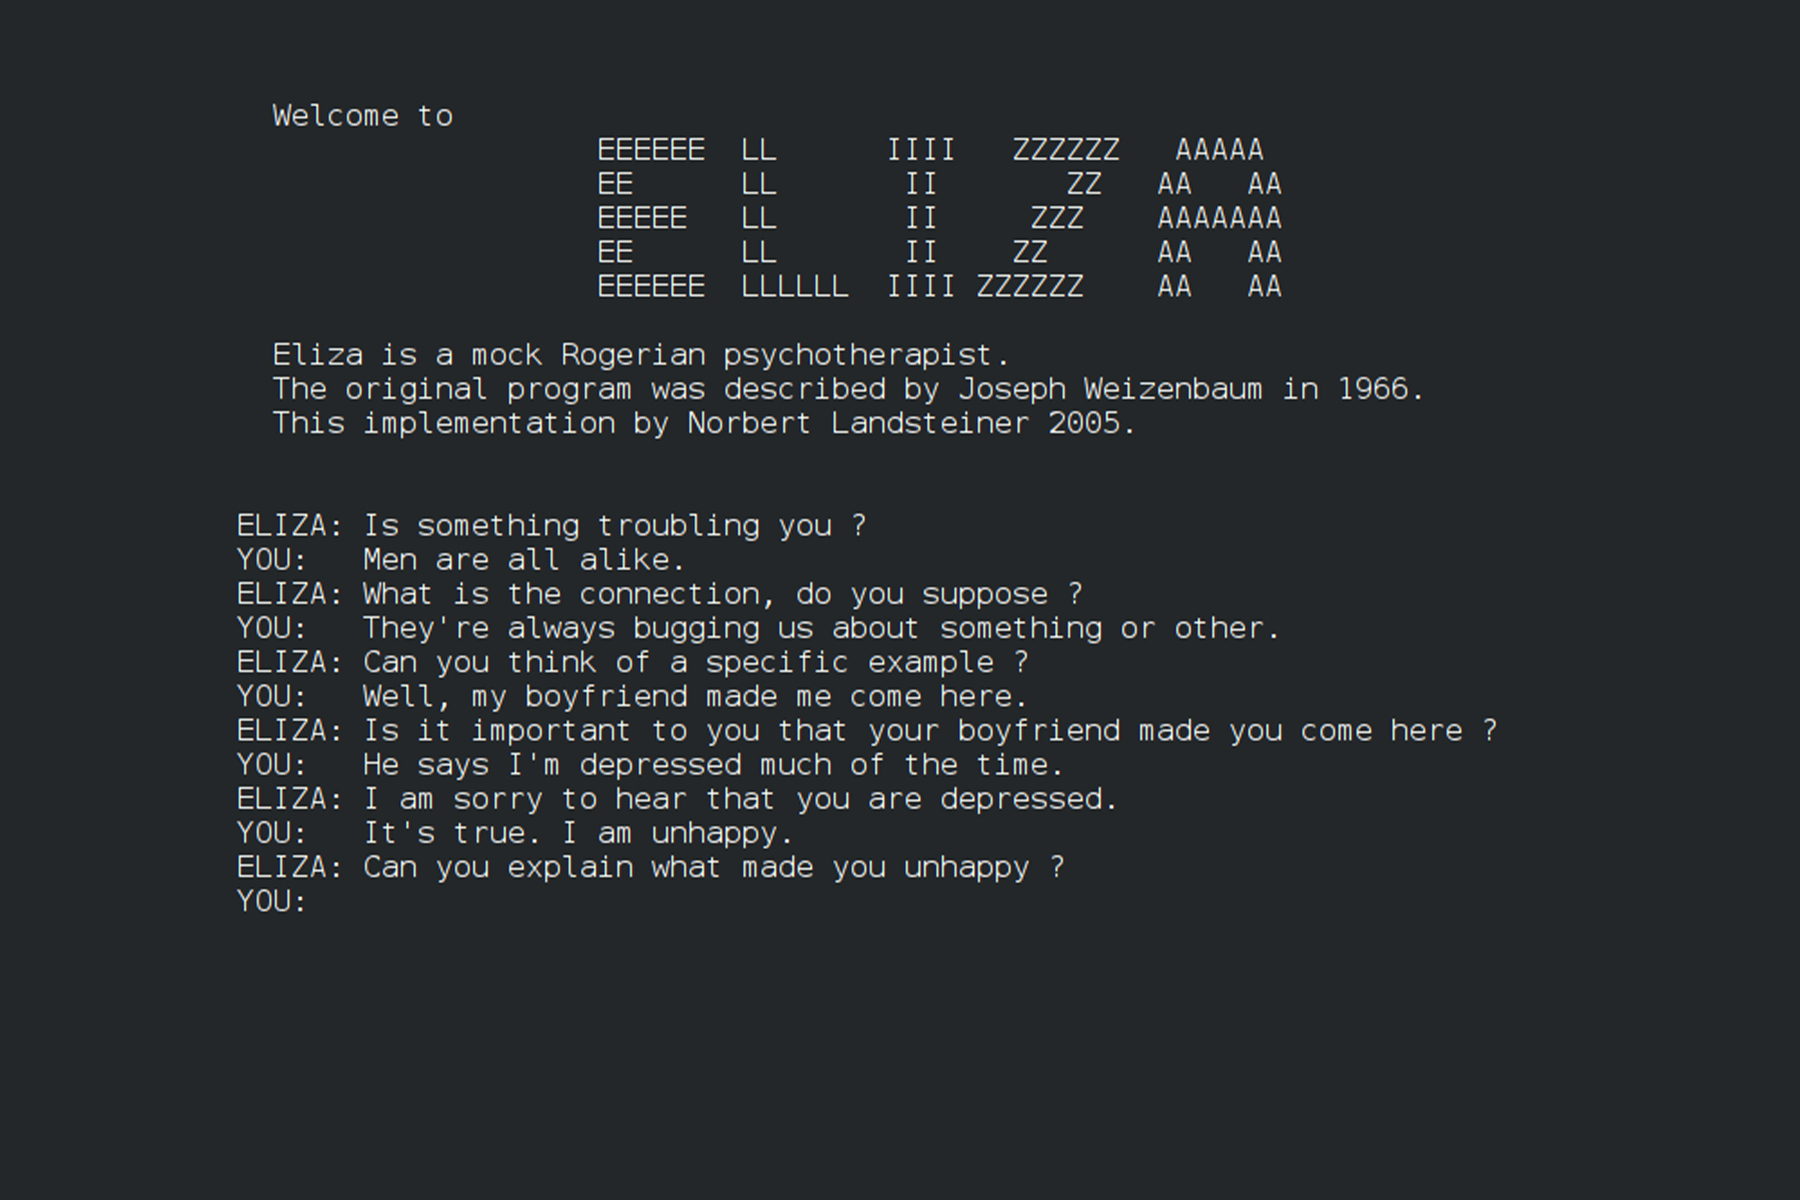 Welcome to
EEEEEE  LL      IIII   ZZZZZZ   AAAAA
EE      LL       II       ZZ   AA   AA
EEEEE   LL       II     ZZZ    AAAAAAA
EE      LL       II    ZZ      AA   AA
EEEEEE  LLLLLL  IIII ZZZZZZ    AA   AA
Eliza is a mock Rogerian psychotherapist.
The original program was described by Joseph Weizenbaum in 1966.
This implementation by Norbert Landsteiner 2005.
ELIZA: Is something troubling you ?
YOU:   Men are all alike.
ELIZA: What is the connection, do you suppose ?
YOU:   They're always bugging us about something or other.
ELIZA: Can you think of a specific example ?
YOU:   Well, my boyfriend made me come here.
ELIZA: Is it important to you that your boyfriend made you come here ?
YOU:   He says I'm depressed much of the time.
ELIZA: I am sorry to hear that you are depressed.
YOU:   It's true. I am unhappy.
ELIZA: Can you explain what made you unhappy ?
YOU: